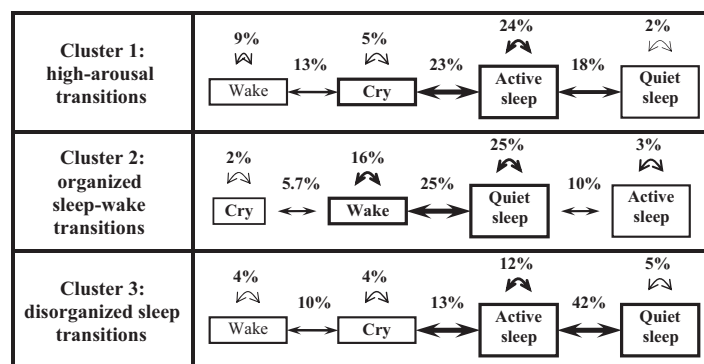 Cluster 1:
high-arousal
transitions
9% 5% 24% 2%
13% 23% 18%
Wake Cry Active sleep Quiet sleep
Cluster 2:
organized
sleep-wake
transitions
2% 16% 25% 3%
5.7% 25% 10%
Cry Wake Quiet sleep Active sleep
Cluster 3:
disorganized sleep
transitions
4% 4% 12% 5%
10% 13% 42%
Wake Cry Active sleep Quiet sleep